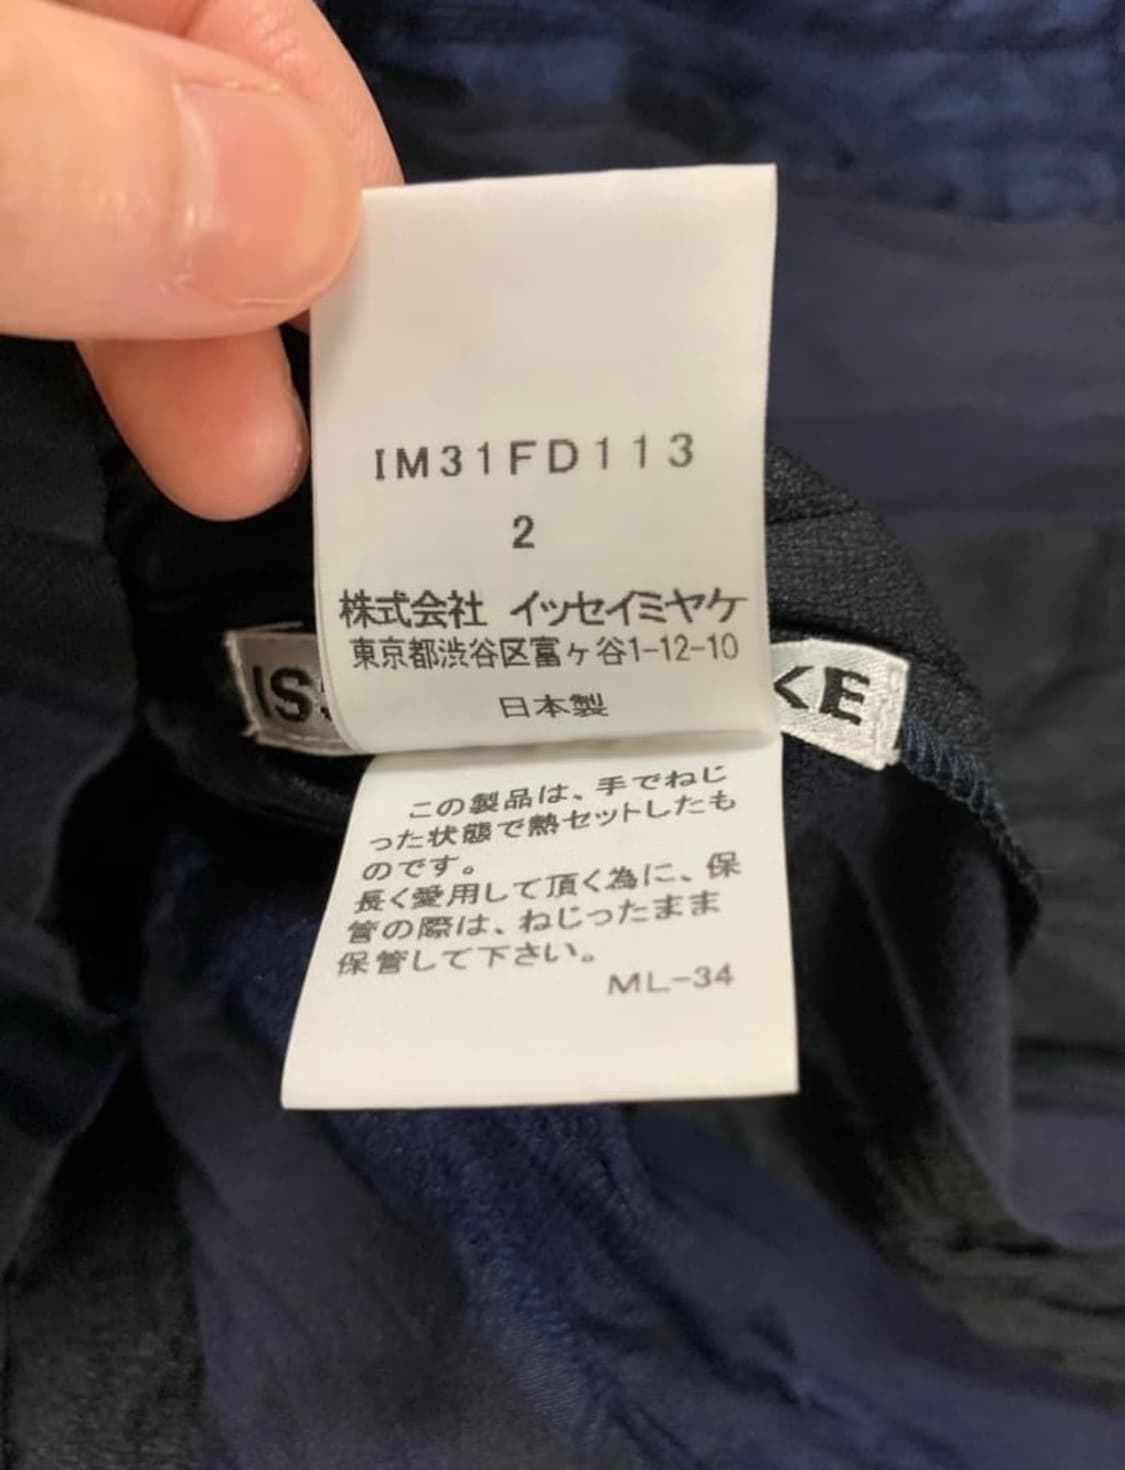 IM31FD113
2
株式会社 イッセイミヤケ
東京都渋谷区富ヶ谷1-12-10
IS
KE
日本製
この製品は、手でねじ
った状態で熱セットしたも
のです。
長く愛用して頂く為に、保
管の際は、ねじったまま
保管して下さい。
ML-34